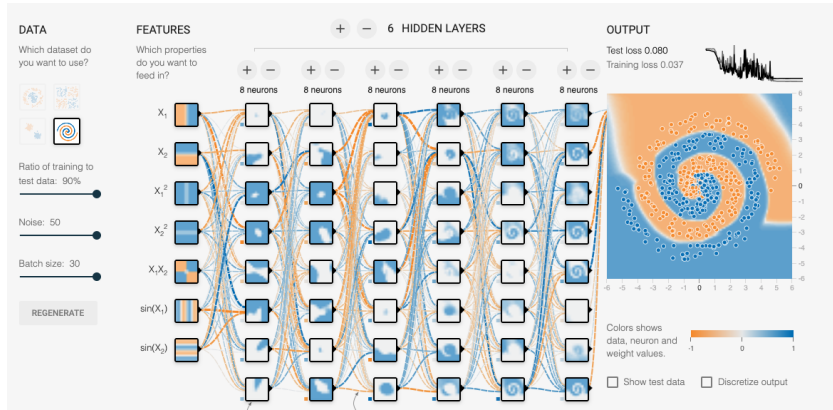 DATA
Which dataset do
you want to use?
Ratio of training to
test data: 90%
Noise: 50
Batch size: 30
REGENERATE
FEATURES
Which properties
do you want to
feed in?
X₁
X₂
X₁²
X₂²
X₁X₂
sin(X₁)
sin(X₂)
+ − 6 HIDDEN LAYERS
+ − + − + − + − + − + −
8 neurons 8 neurons 8 neurons 8 neurons 8 neurons 8 neurons
OUTPUT
Test loss 0.080
Training loss 0.037
6
5
4
3
2
1
0
-1
-2
-3
-4
-5
-6
-6 -5 -4 -3 -2 -1 0 1 2 3 4 5 6
Colors shows
data, neuron and
weight values.
-1 0 1
Show test data Discretize output